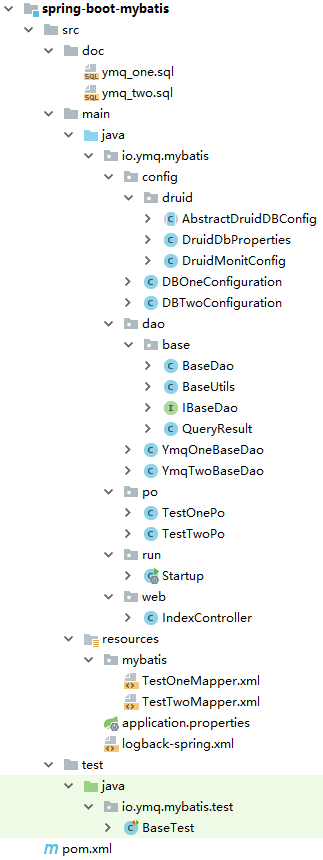 spring-boot-mybatis
src
doc
ymq_one.sql
ymq_two.sql
main
java
io.ymq.mybatis
config
druid
AbstractDruidDBConfig
DruidDbProperties
DruidMonitConfig
DBOneConfiguration
DBTwoConfiguration
dao
base
BaseDao
BaseUtils
IBaseDao
QueryResult
YmqOneBaseDao
YmqTwoBaseDao
po
TestOnePo
TestTwoPo
run
Startup
web
IndexController
resources
mybatis
TestOneMapper.xml
TestTwoMapper.xml
application.properties
logback-spring.xml
test
java
io.ymq.mybatis.test
BaseTest
pom.xml